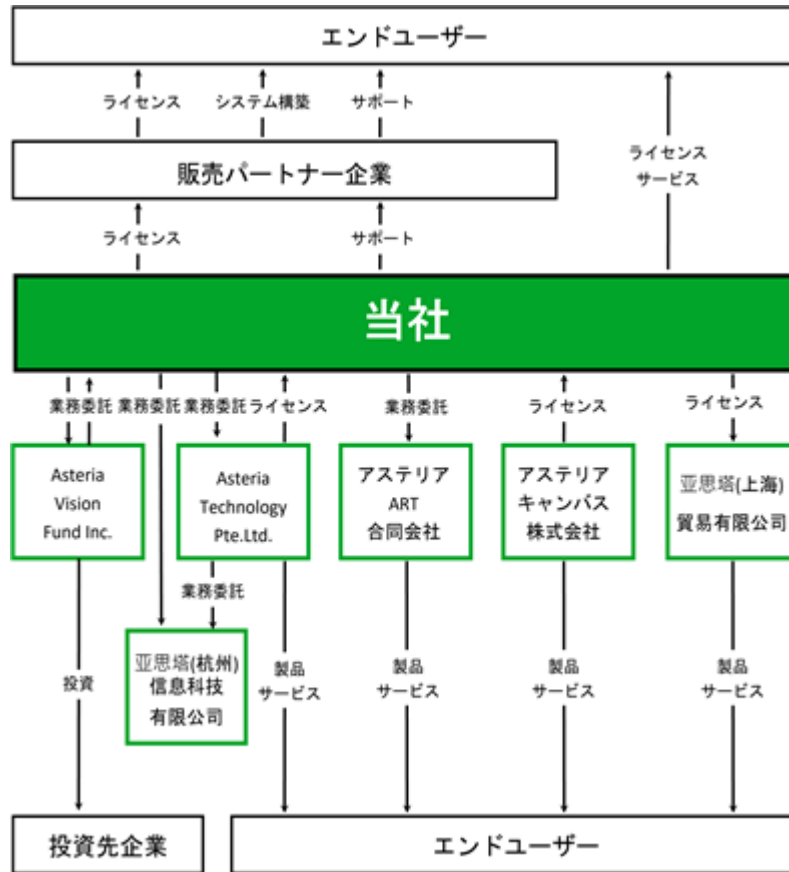 エンドユーザー
ライセンス システム構築 サポート
ライセンス
サービス
販売パートナー企業
ライセンス サポート
当社
業務委託 業務委託 業務委託 ライセンス 業務委託 ライセンス ライセンス
Asteria
Vision
Fund Inc.
Asteria
Technology
Pte.Ltd.
アステリア
ART
合同会社
アステリア
キャンバス
株式会社
亚思塔(上海)
貿易有限公司
業務委託
亚思塔(杭州)
信息科技
有限公司
投資
製品
サービス
製品
サービス
製品
サービス
製品
サービス
投資先企業
エンドユーザー